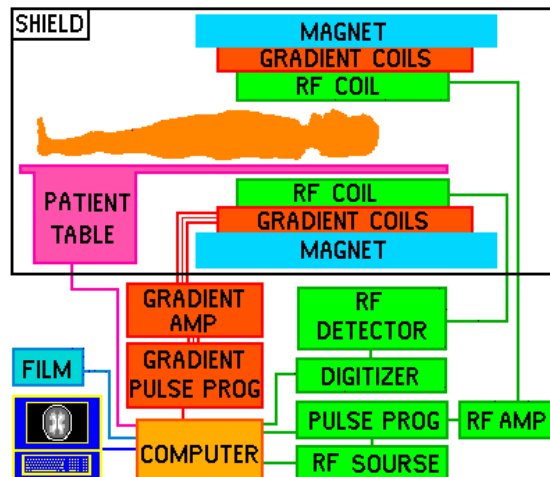 SHIELD
MAGNET
GRADIENT COILS
RF COIL
RF COIL
GRADIENT COILS
MAGNET
PATIENT
TABLE
GRADIENT
AMP
RF
DETECTOR
GRADIENT
PULSE PROG
FILM
DIGITIZER
PULSE PROG
RF AMP
COMPUTER
RF SOURSE